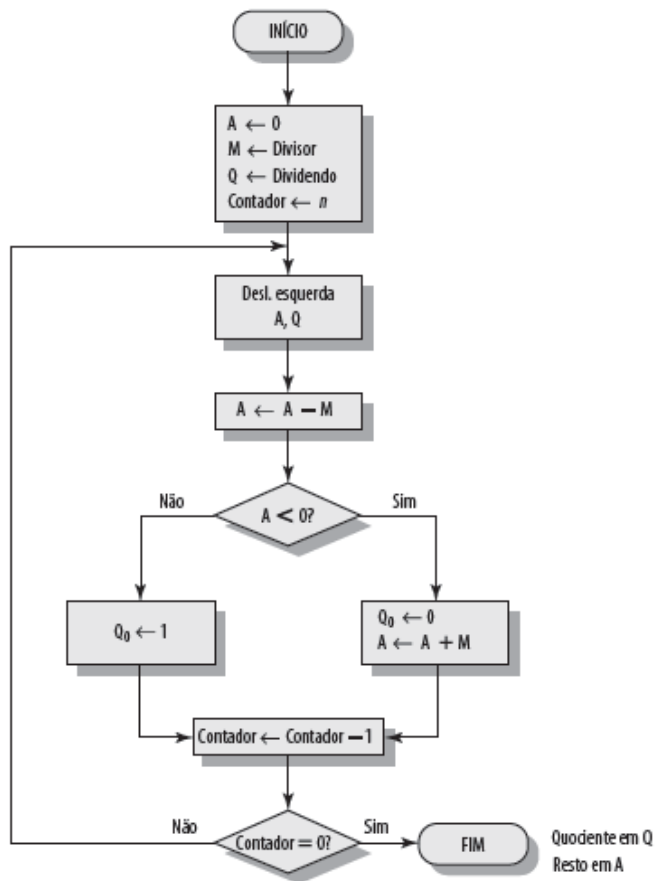 INÍCIO
A ← 0
M ← Divisor
Q ← Dividendo
Contador ← n
Desl. esquerda
A, Q
A ← A − M
Não
A < 0?
Sim
Q₀ ← 1
Q₀ ← 0
A ← A + M
Contador ← Contador − 1
Não
Contador = 0?
Sim
FIM
Quociente em Q
Resto em A